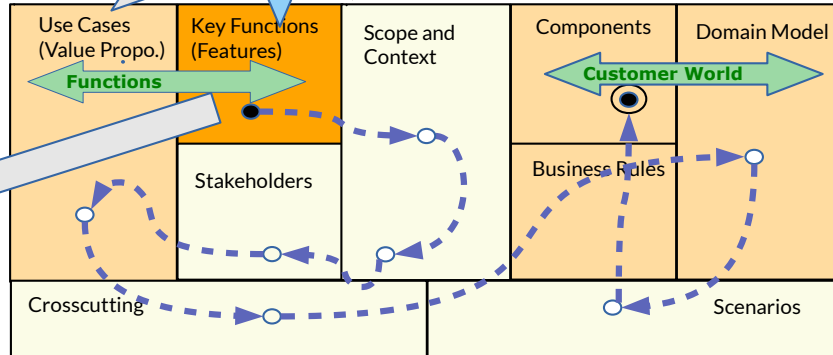 Use Cases
(Value Propo.)
Key Functions
(Features)
Scope and
Context
Components
Domain Model
Functions
Customer World
Stakeholders
Business Rules
Crosscutting
Scenarios